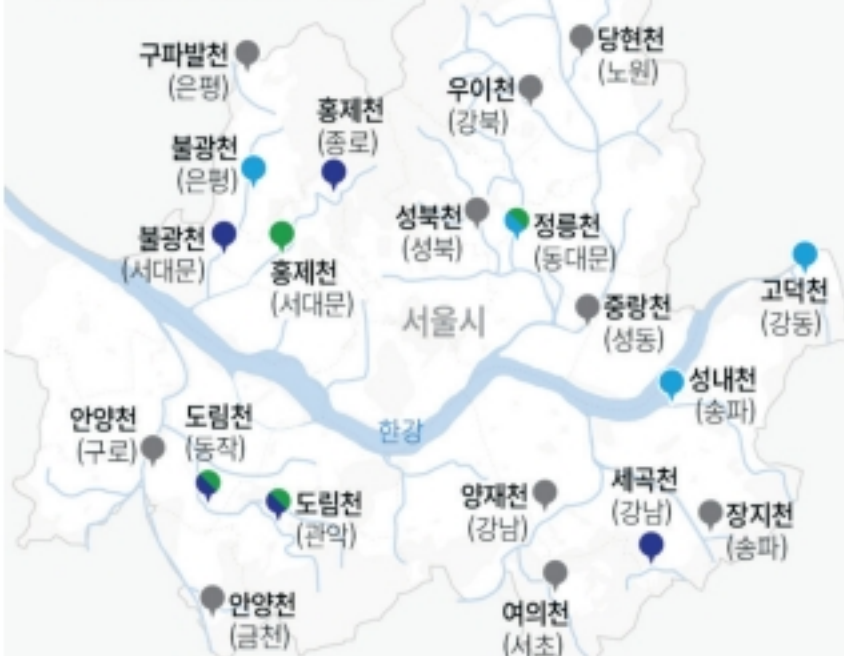 구파발천
(은평)
당현천
(노원)
우이천
(강북)
홍제천
(종로)
불광천
(은평)
성북천
(성북)
정릉천
(동대문)
불광천
(서대문)
홍제천
(서대문)
고덕천
(강동)
중랑천
(성동)
서울시
성내천
(송파)
안양천
(구로)
도림천
(동작)
한강
도림천
(관악)
양재천
(강남)
세곡천
(강남)
장지천
(송파)
안양천
(금천)
여의천
(서초)